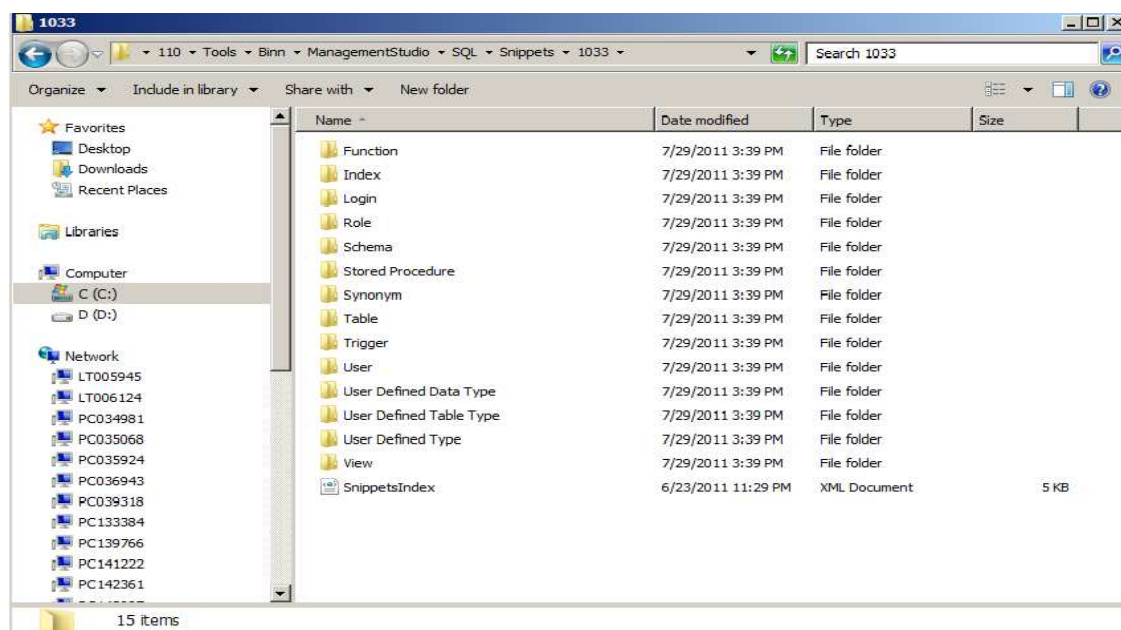 1033
110 Tools Binn ManagementStudio SQL Snippets 1033
Search 1033
Organize Include in library Share with New folder
Favorites
Desktop
Downloads
Recent Places
Libraries
Computer
C (C:)
D (D:)
Network
LT005945
LT006124
PC034981
PC035068
PC035924
PC036943
PC039318
PC133384
PC139766
PC141222
PC142361
Name Date modified Type Size
Function 7/29/2011 3:39 PM File folder
Index 7/29/2011 3:39 PM File folder
Login 7/29/2011 3:39 PM File folder
Role 7/29/2011 3:39 PM File folder
Schema 7/29/2011 3:39 PM File folder
Stored Procedure 7/29/2011 3:39 PM File folder
Synonym 7/29/2011 3:39 PM File folder
Table 7/29/2011 3:39 PM File folder
Trigger 7/29/2011 3:39 PM File folder
User 7/29/2011 3:39 PM File folder
User Defined Data Type 7/29/2011 3:39 PM File folder
User Defined Table Type 7/29/2011 3:39 PM File folder
User Defined Type 7/29/2011 3:39 PM File folder
View 7/29/2011 3:39 PM File folder
SnippetsIndex 6/23/2011 11:29 PM XML Document 5 KB
15 items